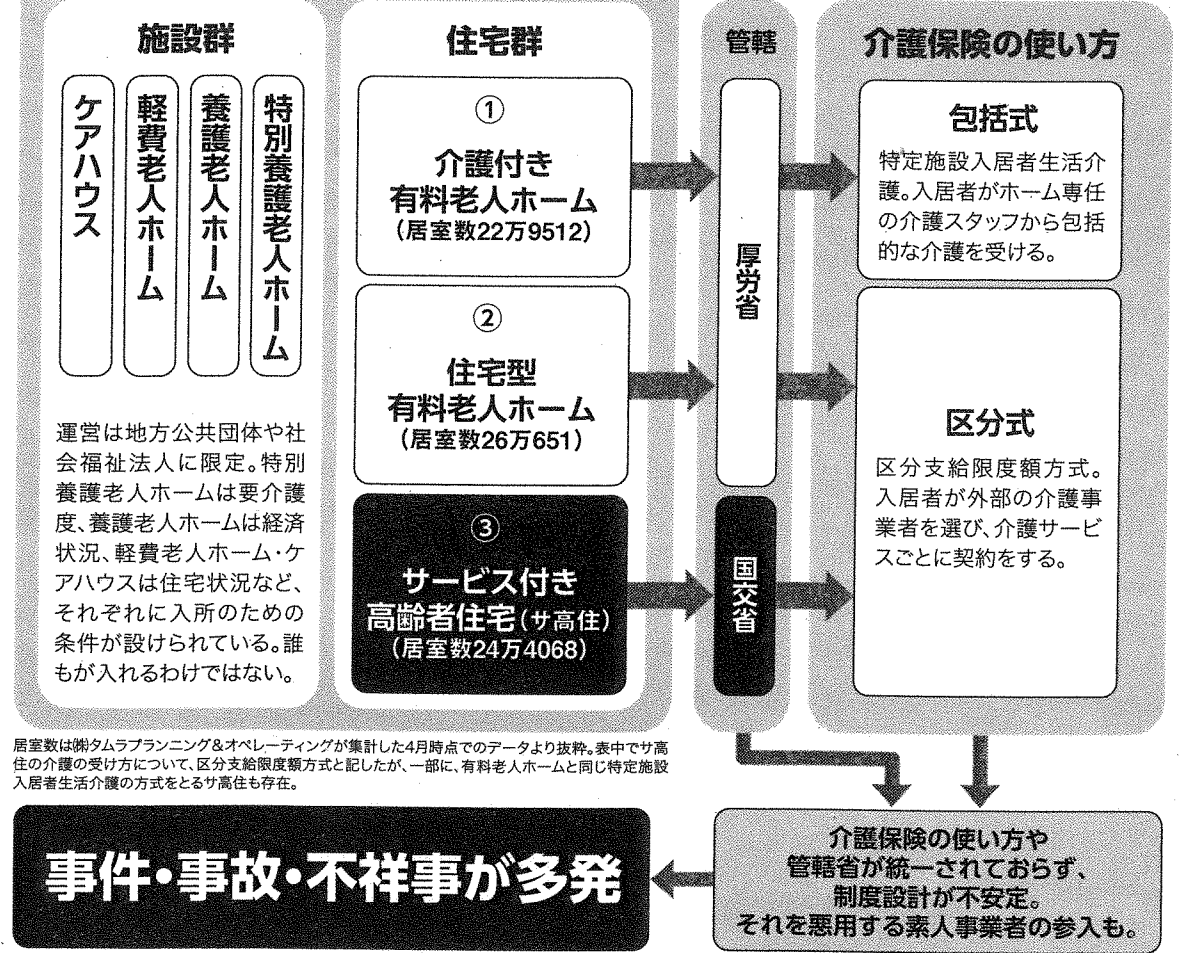 施設群
ケアハウス
軽費老人ホーム
養護老人ホーム
特別養護老人ホーム
運営は地方公共団体や社
会福祉法人に限定。特別
養護老人ホームは要介護
度、養護老人ホームは経済
状況、軽費老人ホーム・ケ
アハウスは住宅状況など、
それぞれに入所のための
条件が設けられている。誰
もが入れるわけではない。
住宅群
①
介護付き
有料老人ホーム
(居室数22万9512)
②
住宅型
有料老人ホーム
(居室数26万651)
③
サービス付き
高齢者住宅(サ高住)
(居室数24万4068)
管轄
厚労省
国交省
介護保険の使い方
包括式
特定施設入居者生活介
護。入居者がホーム専任
の介護スタッフから包括
的な介護を受ける。
区分式
区分支給限度額方式。
入居者が外部の介護事
業者を選び、介護サービ
スごとに契約をする。
居室数は㈱タムラプランニング&オペレーティングが集計した4月時点でのデータより抜粋。表中でサ高
住の介護の受け方について、区分支給限度額方式と記したが、一部に、有料老人ホームと同じ特定施設
入居者生活介護の方式をとるサ高住も存在。
介護保険の使い方や
管轄省が統一されておらず、
制度設計が不安定。
それを悪用する素人事業者の参入も。
事件・事故・不祥事が多発